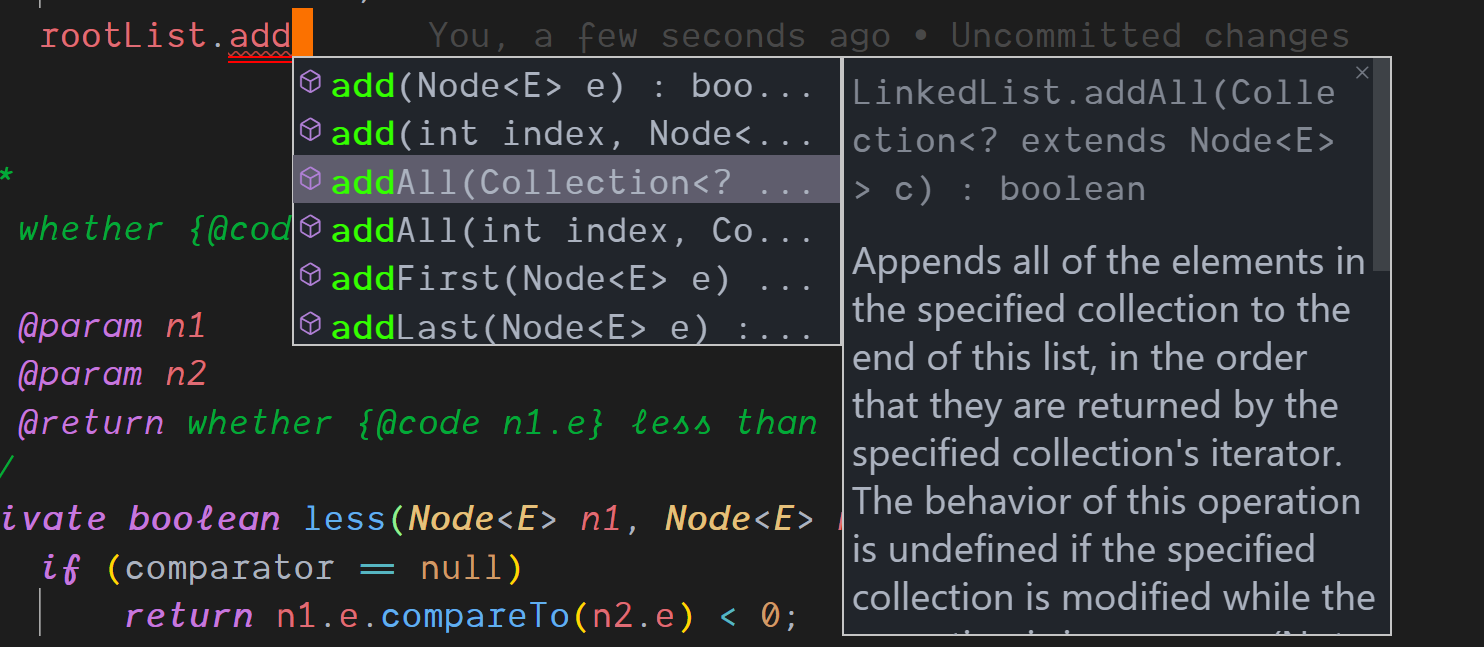 rootList.add You, a few seconds ago • Uncommitted changes
add(Node<E> e) : boo...
add(int index, Node<...
addAll(Collection<? ...
addAll(int index, Co...
addFirst(Node<E> e) ...
addLast(Node<E> e) :...
LinkedList.addAll(Colle
ction<? extends Node<E>
> c) : boolean
Appends all of the elements in
the specified collection to the
end of this list, in the order
that they are returned by the
specified collection's iterator.
The behavior of this operation
is undefined if the specified
collection is modified while the
*
whether {@cod
@param n1
@param n2
@return whether {@code n1.e} less than
/
ivate boolean less(Node<E> n1, Node<E>
if (comparator == null)
return n1.e.compareTo(n2.e) < 0;